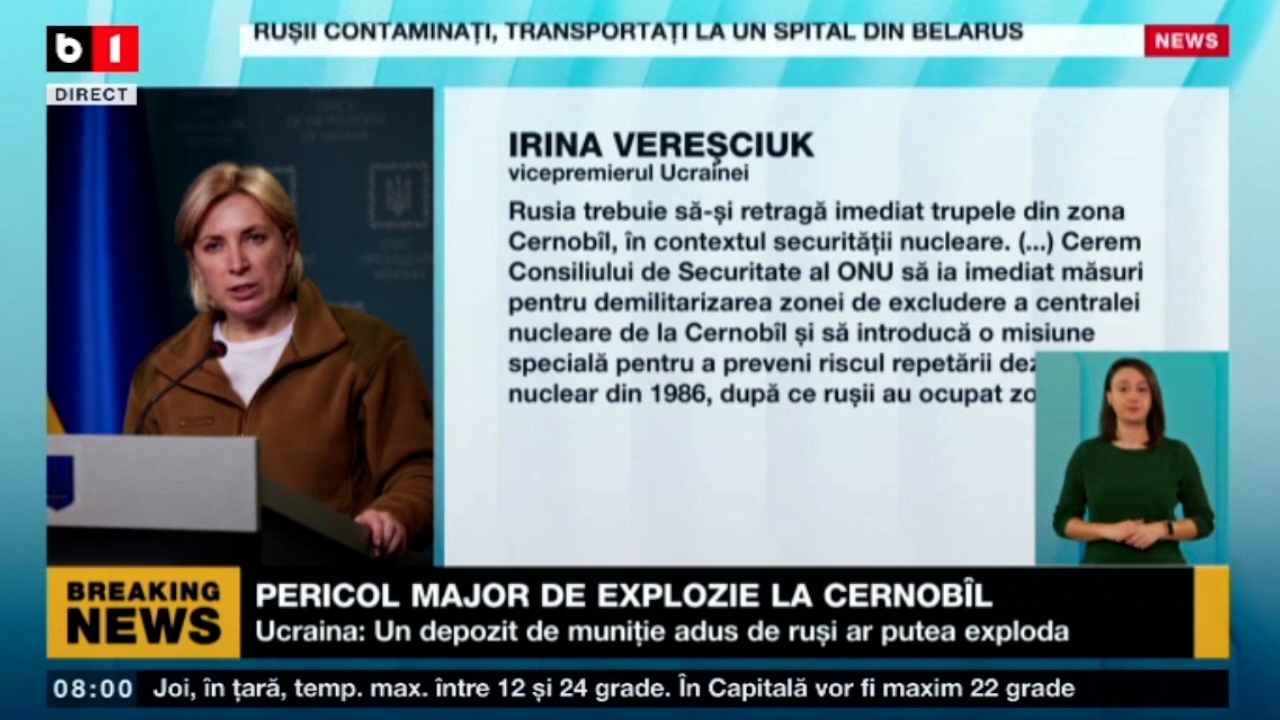 RUȘII CONTAMINAȚI, TRANSPORTAȚI LA UN SPITAL DIN BELARUS
b1
NEWS
DIRECT
IRINA VEREȘCIUK
vicepremierul Ucrainei
Rusia trebuie să-și retragă imediat trupele din zona
Cernobîl, în contextul securității nucleare. (...) Cerem
Consiliului de Securitate al ONU să ia imediat măsuri
pentru demilitarizarea zonei de excludere a centralei
nucleare de la Cernobîl și să introducă o misiune
specială pentru a preveni riscul repetării
nuclear din 1986, după ce rușii au ocupat
BREAKING
NEWS
PERICOL MAJOR DE EXPLOZIE LA CERNOBÎL
Ucraina: Un depozit de muniție adus de ruși ar putea exploda
08:00 Joi, în țară, temp. max. între 12 și 24 grade. În Capitală vor fi maxim 22 grade